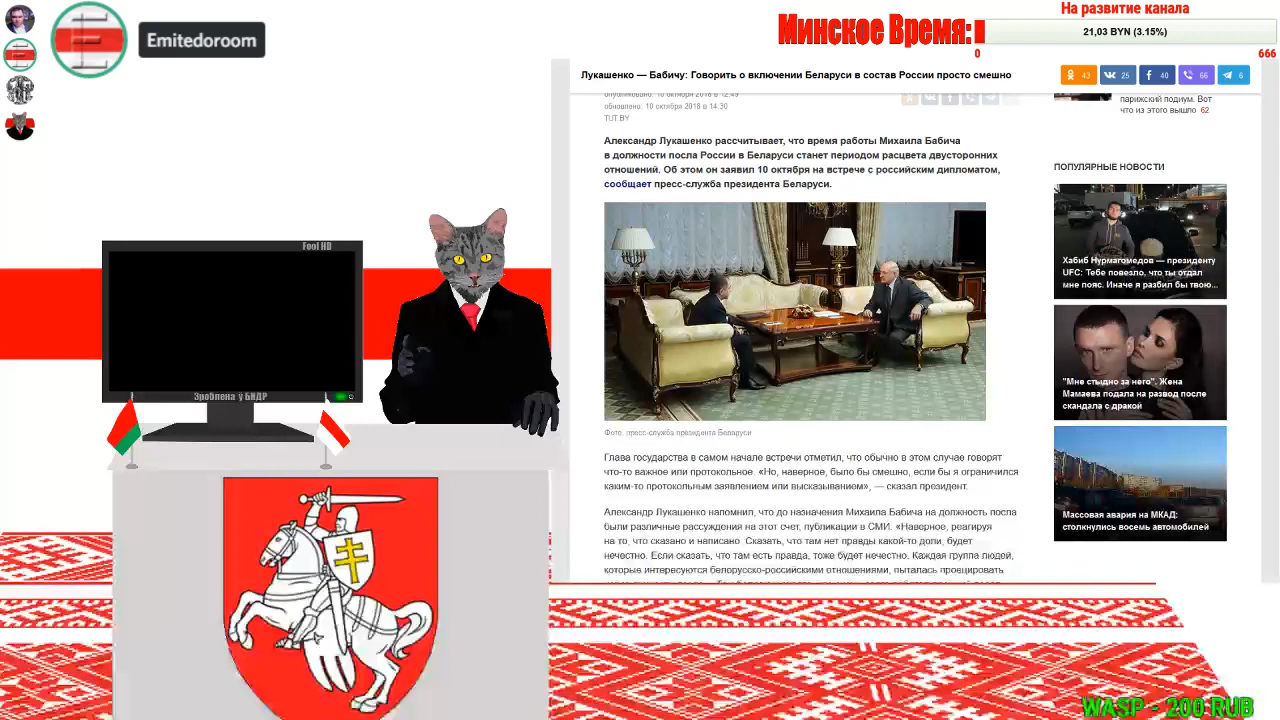 Emitedoroom
На развитие канала
Минское Время:
21,03 BYN (3.15%)
0
666
Лукашенко — Бабичу: Говорить о включении Беларуси в состав России просто смешно
43
25
40
66
6
опубликовано: 10 октября 2018 в 12:49
обновлено: 10 октября 2018 в 14:30
TUT.BY
парижский подиум. Вот
что из этого вышло 62
Александр Лукашенко рассчитывает, что время работы Михаила Бабича
в должности посла России в Беларуси станет периодом расцвета двусторонних
отношений. Об этом он заявил 10 октября на встрече с российским дипломатом,
сообщает пресс-служба президента Беларуси.
Фото: пресс-служба президента Беларуси
Глава государства в самом начале встречи отметил, что обычно в этом случае говорят
что-то важное или протокольное. «Но, наверное, было бы смешно, если бы я ограничился
каким-то протокольным заявлением или высказыванием», — сказал президент.
Александр Лукашенко напомнил, что до назначения Михаила Бабича на должность посла
были различные рассуждения на этот счет, публикации в СМИ. «Наверное, реагируя
на то, что сказано и написано. Сказать, что там нет правды какой-то доли, будет
нечестно. Если сказать, что там есть правда, тоже будет нечестно. Каждая группа людей,
которые интересуются белорусско-российскими отношениями, пыталась проецировать
ПОПУЛЯРНЫЕ НОВОСТИ
Хабиб Нурмагомедов — президенту
UFC: Тебе повезло, что ты отдал
мне пояс. Иначе я разбил бы твою...
"Мне стыдно за него". Жена
Мамаева подала на развод после
скандала с дракой
Массовая авария на МКАД:
столкнулись восемь автомобилей
Fool HD
Зроблена ў БНДР
WASP - 200 RUB